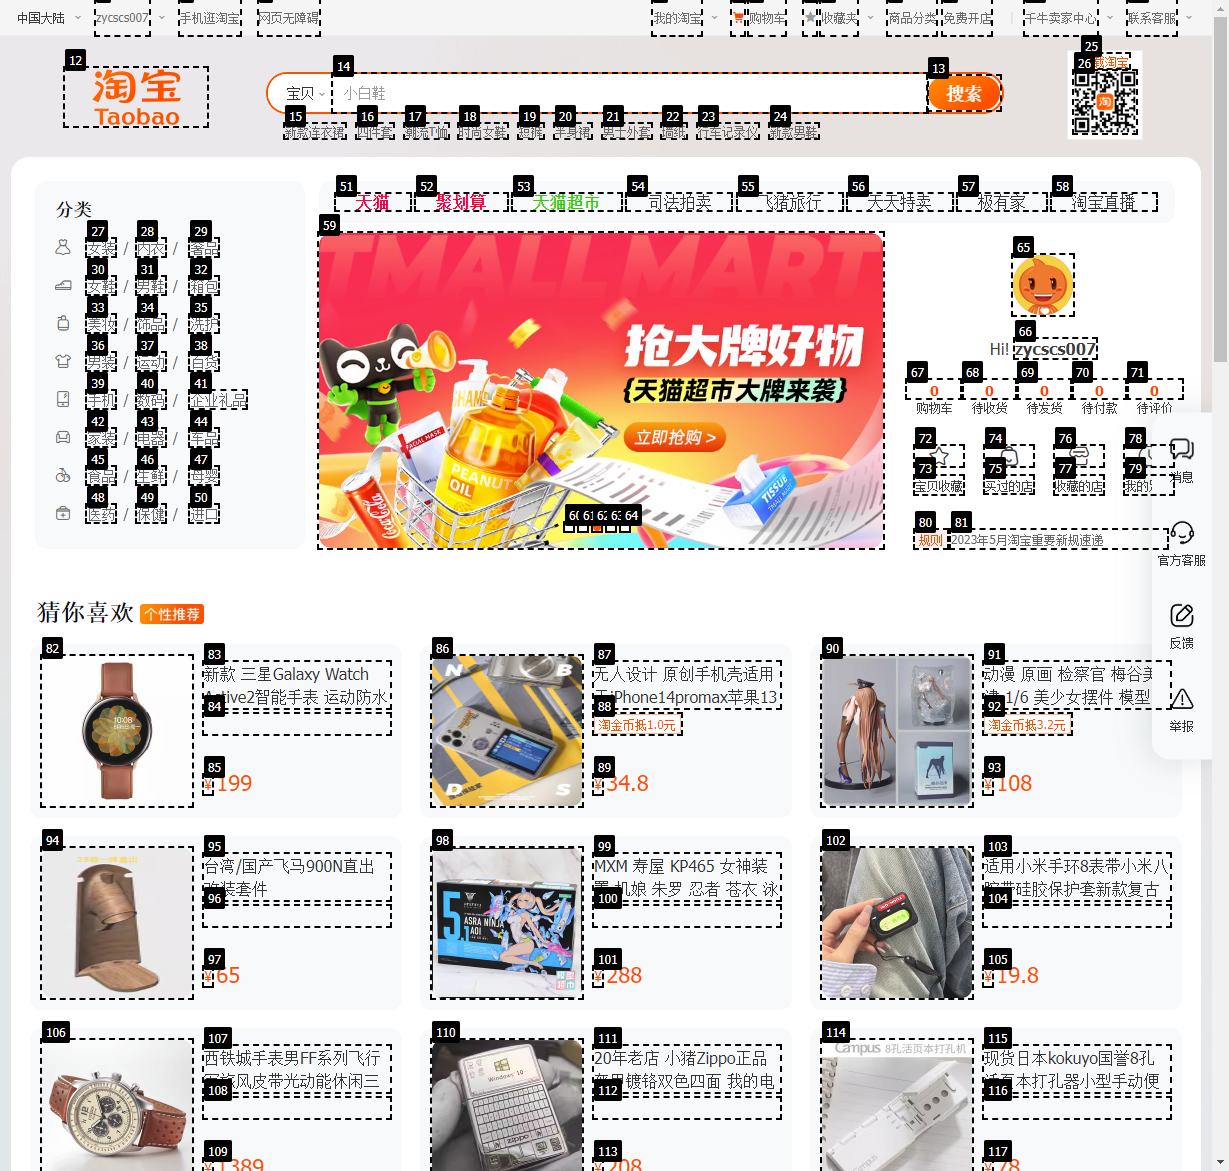 中国大陆
zycscs007
手机逛淘宝
网页无障碍
我的淘宝
购物车
收藏夹
商品分类
免费开店
千牛卖家中心
联系客服
12
淘宝
Taobao
14
宝贝
小白鞋
13
搜索
25
26
淘
15 16 17 18 19 20 21 22 23 24
新款连衣裙 四件套 潮流T恤 时尚女鞋 短裤 半身裙 男士外套 墙纸 行车记录仪 新款男鞋
分类
27 28 29
女装 / 内衣 / 奢品
30 31 32
女鞋 / 男鞋 / 箱包
33 34 35
美妆 / 饰品 / 洗护
36 37 38
男装 / 运动 / 百货
39 40 41
手机 / 数码 / 企业礼品
42 43 44
家装 / 电器 / 车品
45 46 47
食品 / 生鲜 / 母婴
48 49 50
医药 / 保健 / 进口
51 52 53 54 55 56 57 58
天猫 聚划算 天猫超市 司法拍卖 飞猪旅行 天天特卖 极有家 淘宝直播
59
TMALL MART
抢大牌好物
{天猫超市大牌来袭}
立即抢购 >
FACIAL MASK
PEANUT
OIL
Coca-Cola
TISSUE
64
65
66
Hi! zycscs007
67 68 69 70 71
0 0 0 0 0
购物车 待收货 待发货 待付款 待评价
72 74 76 78
73 75 77 79
宝贝收藏 买过的店 收藏的店 我的
80 81
规则 2023年5月淘宝重要新规速递
消息
官方客服
反馈
举报
猜你喜欢 个性推荐
82
10:08
83
新款 三星Galaxy Watch
Active2智能手表 运动防水
84
85
¥199
86
N B
D S
87
无人设计 原创手机壳适用
于iPhone14promax苹果13
88
淘金币抵1.0元
89
¥34.8
90
91
动漫 原画 检察官 梅谷美
1/6 美少女摆件 模型
92
淘金币抵3.2元
93
¥108
94
95
台湾/国产飞马900N直出
改装套件
96
97
¥65
98
5.1
ASRA NINJA
AOI
99
MXM 寿屋 KP465 女神装
机娘 朱罗 忍者 苍衣 泳
100
101
¥288
102
103
适用小米手环8表带小米八
腕带硅胶保护套新款复古
104
105
¥19.8
106
107
西铁城手表男FF系列飞行
风皮带光动能休闲三
108
109
¥1389
110
Windows 10
zippo
111
20年老店 小猪Zippo正品
镀铬双色四面 我的电
112
113
¥208
114
Campus 8孔活页本打孔机
Campus
115
现货日本kokuyo国誉8孔
活页本打孔器小型手动便
116
117
¥78